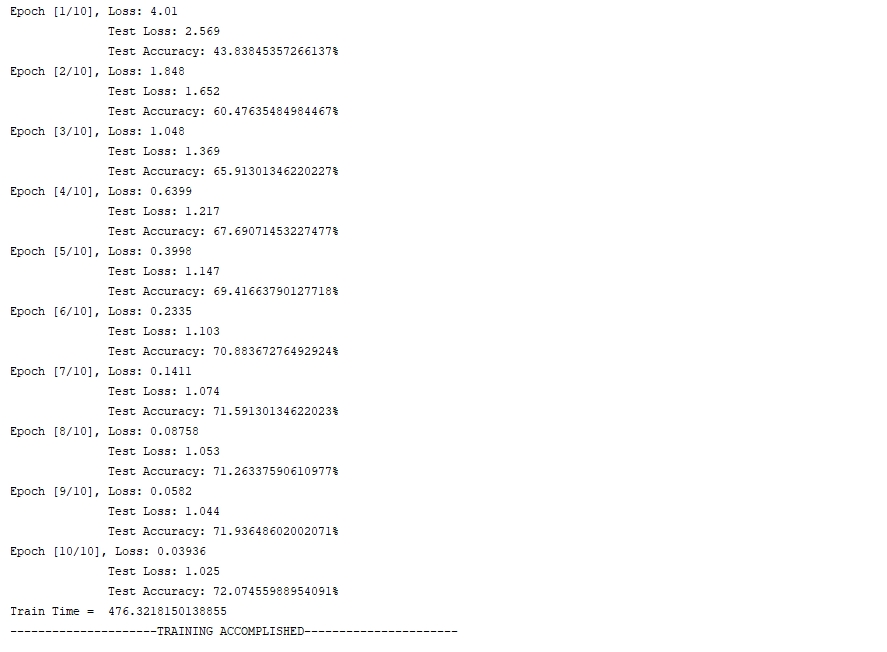 Epoch [1/10], Loss: 4.01
Test Loss: 2.569
Test Accuracy: 43.83845357266137%
Epoch [2/10], Loss: 1.848
Test Loss: 1.652
Test Accuracy: 60.47635484984467%
Epoch [3/10], Loss: 1.048
Test Loss: 1.369
Test Accuracy: 65.91301346220227%
Epoch [4/10], Loss: 0.6399
Test Loss: 1.217
Test Accuracy: 67.69071453227477%
Epoch [5/10], Loss: 0.3998
Test Loss: 1.147
Test Accuracy: 69.41663790127718%
Epoch [6/10], Loss: 0.2335
Test Loss: 1.103
Test Accuracy: 70.88367276492924%
Epoch [7/10], Loss: 0.1411
Test Loss: 1.074
Test Accuracy: 71.59130134622023%
Epoch [8/10], Loss: 0.08758
Test Loss: 1.053
Test Accuracy: 71.26337590610977%
Epoch [9/10], Loss: 0.0582
Test Loss: 1.044
Test Accuracy: 71.93648602002071%
Epoch [10/10], Loss: 0.03936
Test Loss: 1.025
Test Accuracy: 72.07455988954091%
Train Time =  476.3218150138855
---------------------TRAINING ACCOMPLISHED----------------------